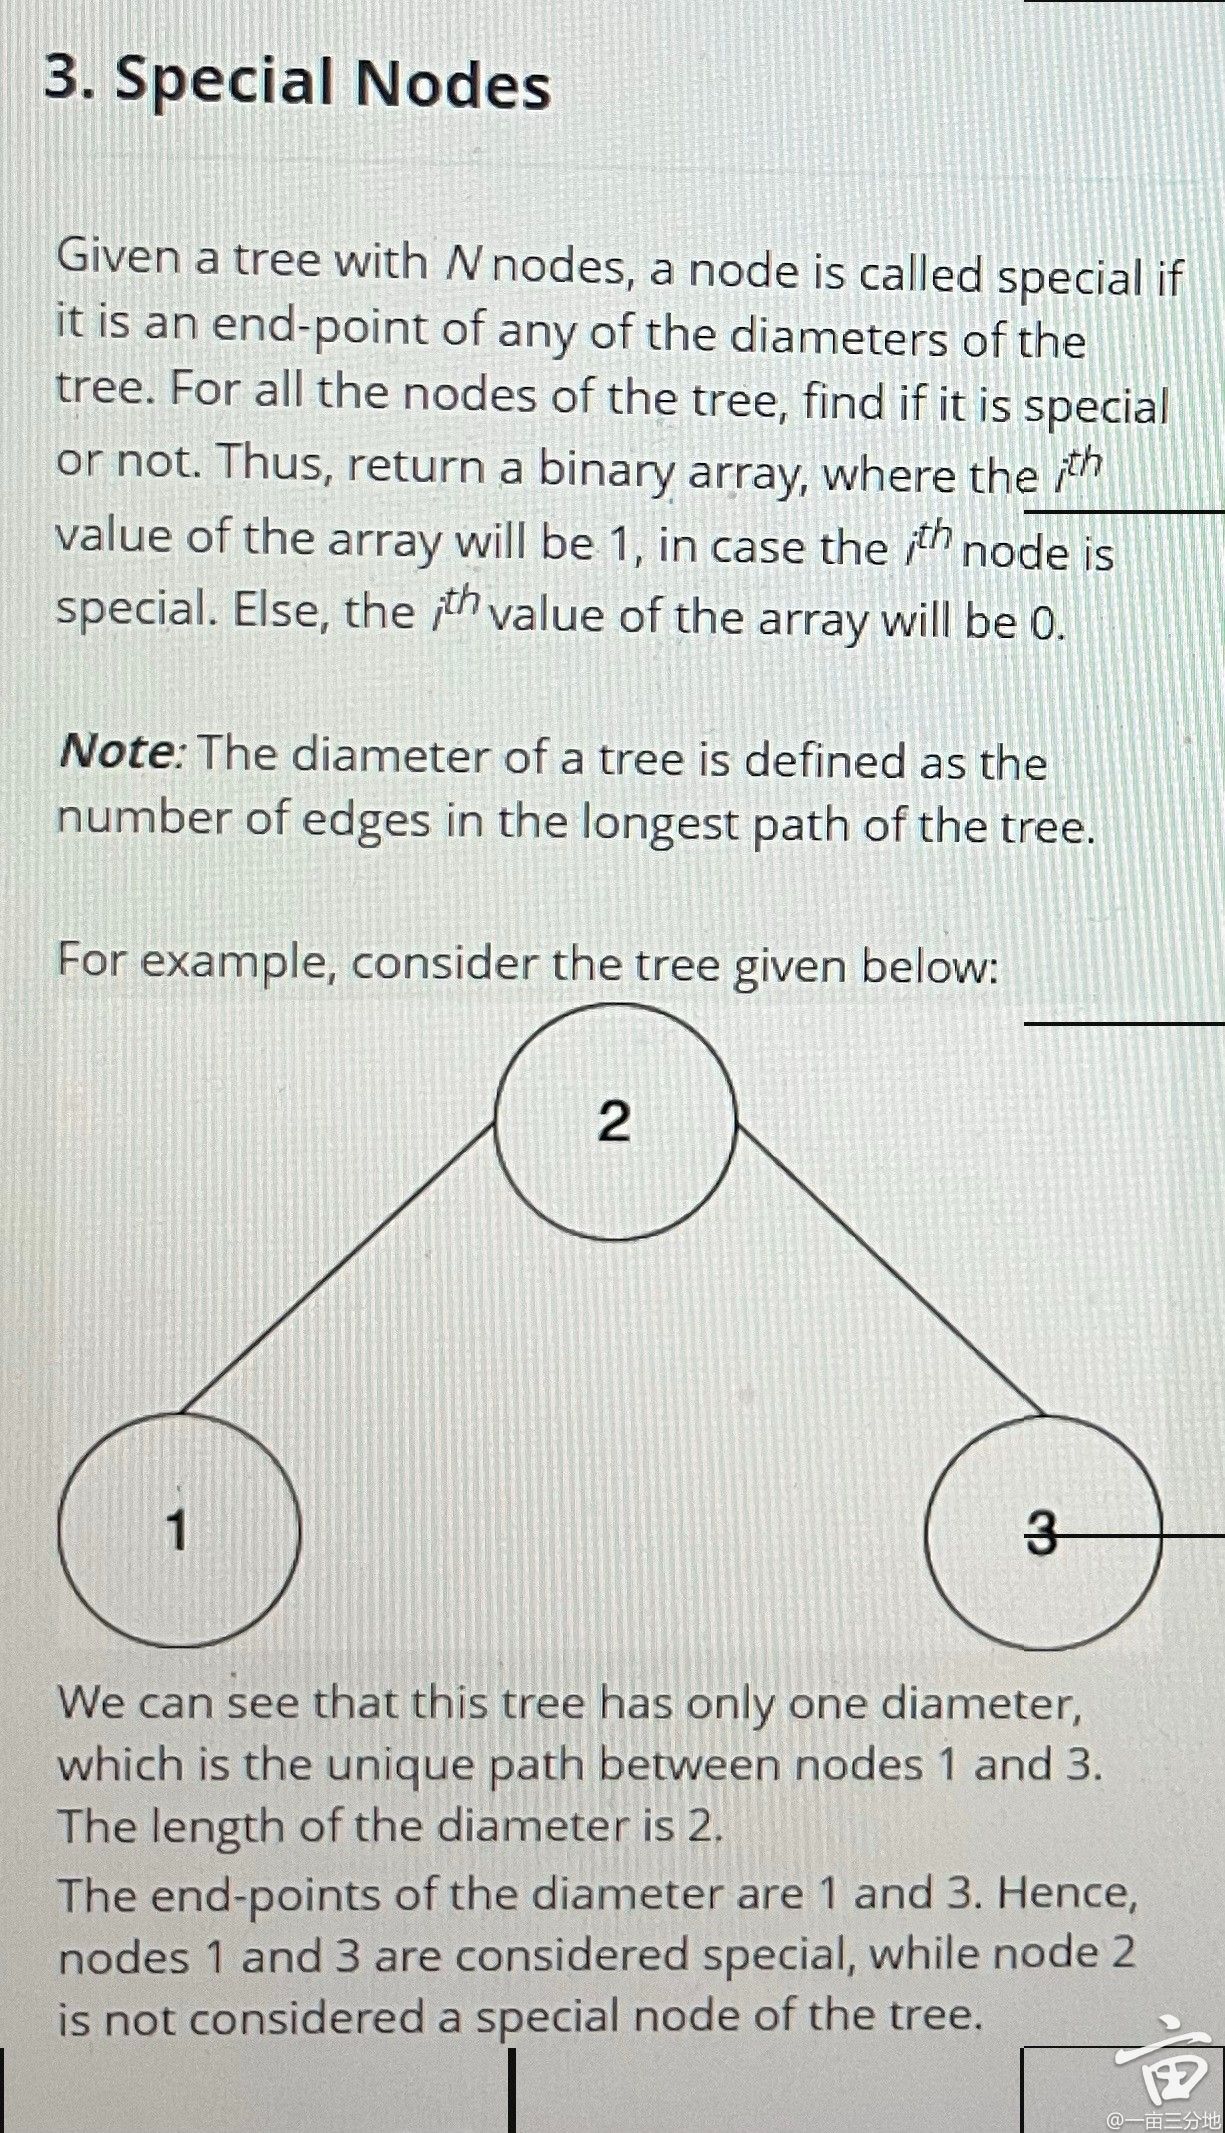 3. Special Nodes
Given a tree with N nodes, a node is called special if
it is an end-point of any of the diameters of the
tree. For all the nodes of the tree, find if it is special
or not. Thus, return a binary array, where the iᵗʰ
value of the array will be 1, in case the iᵗʰ node is
special. Else, the iᵗʰ value of the array will be 0.
Note: The diameter of a tree is defined as the
number of edges in the longest path of the tree.
For example, consider the tree given below:
2
1
3
We can see that this tree has only one diameter,
which is the unique path between nodes 1 and 3.
The length of the diameter is 2.
The end-points of the diameter are 1 and 3. Hence,
nodes 1 and 3 are considered special, while node 2
is not considered a special node of the tree.
亩
@一亩三分地